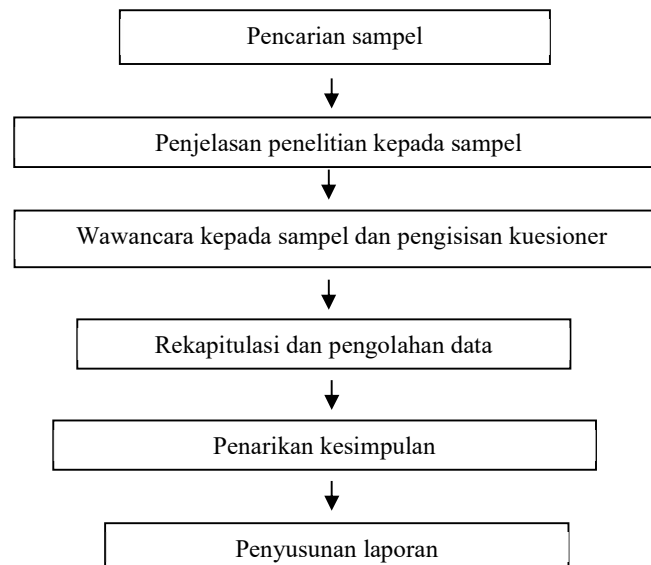 Pencarian sampel
Penjelasan penelitian kepada sampel
Wawancara kepada sampel dan pengisisan kuesioner
Rekapitulasi dan pengolahan data
Penarikan kesimpulan
Penyusunan laporan